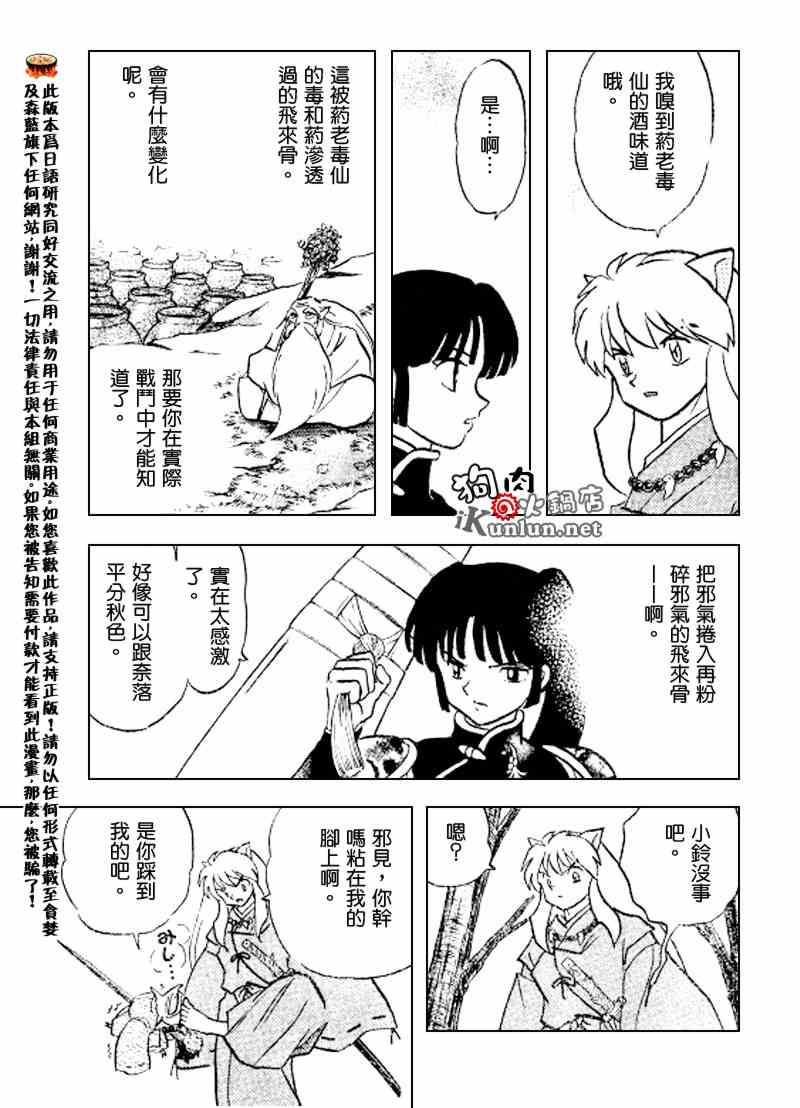 我嗅到葯老毒
仙的酒味道
哦。
是…啊…
這被葯老毒仙
的毒和葯滲透
過的飛來骨。
會有什麼變化
呢。
那要你在實際
戰鬥中才能知
道了。
狗肉火鍋店
iKunlun.net
把邪氣捲入再粉
碎邪氣的飛來骨
——啊。
實在太感激
了。
好像可以跟奈落
平分秋色。
小鈴沒事
吧。
嗯？
邪見，你幹
嗎粘在我的
腳上啊。
是你踩到
我的吧。
みし…
此版本爲日語研究同好交流之用，請勿用于任何商業用途。如您喜歡此作品，請支持正版！請勿以任何形式轉載至貪婪
及森藍旗下任何網站，謝謝！一切法律責任與本組無關。如果您被告知需要付款才能看到此漫畫，那麼，您被騙了！